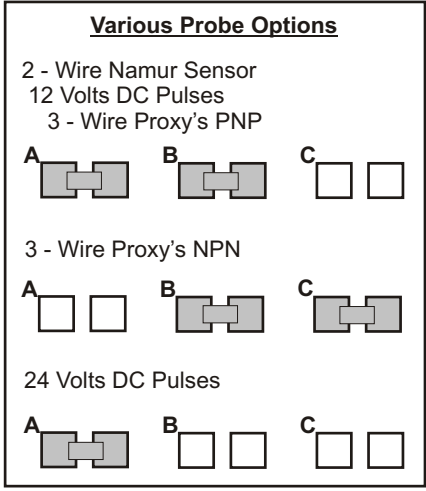 Various Probe Options
2 - Wire Namur Sensor
12 Volts DC Pulses
3 - Wire Proxy's PNP
A B C
3 - Wire Proxy's NPN
A B C
24 Volts DC Pulses
A B C